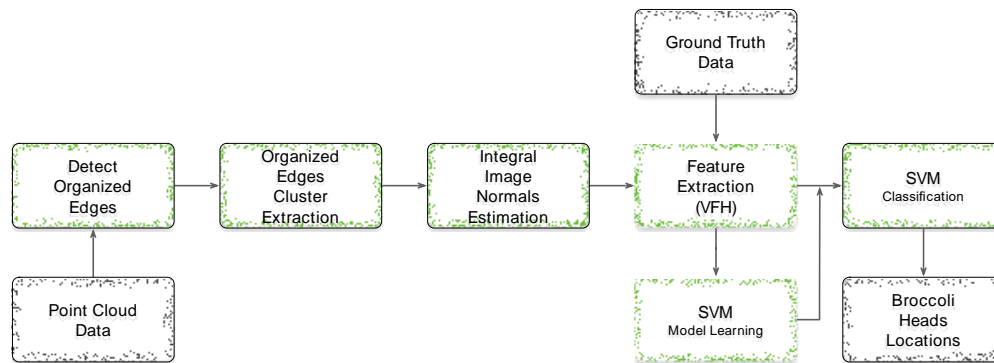 Ground Truth
Data
Detect
Organized
Edges
Organized
Edges
Cluster
Extraction
Integral
Image
Normals
Estimation
Feature
Extraction
(VFH)
SVM
Classification
Point Cloud
Data
SVM
Model Learning
Broccoli
Heads
Locations